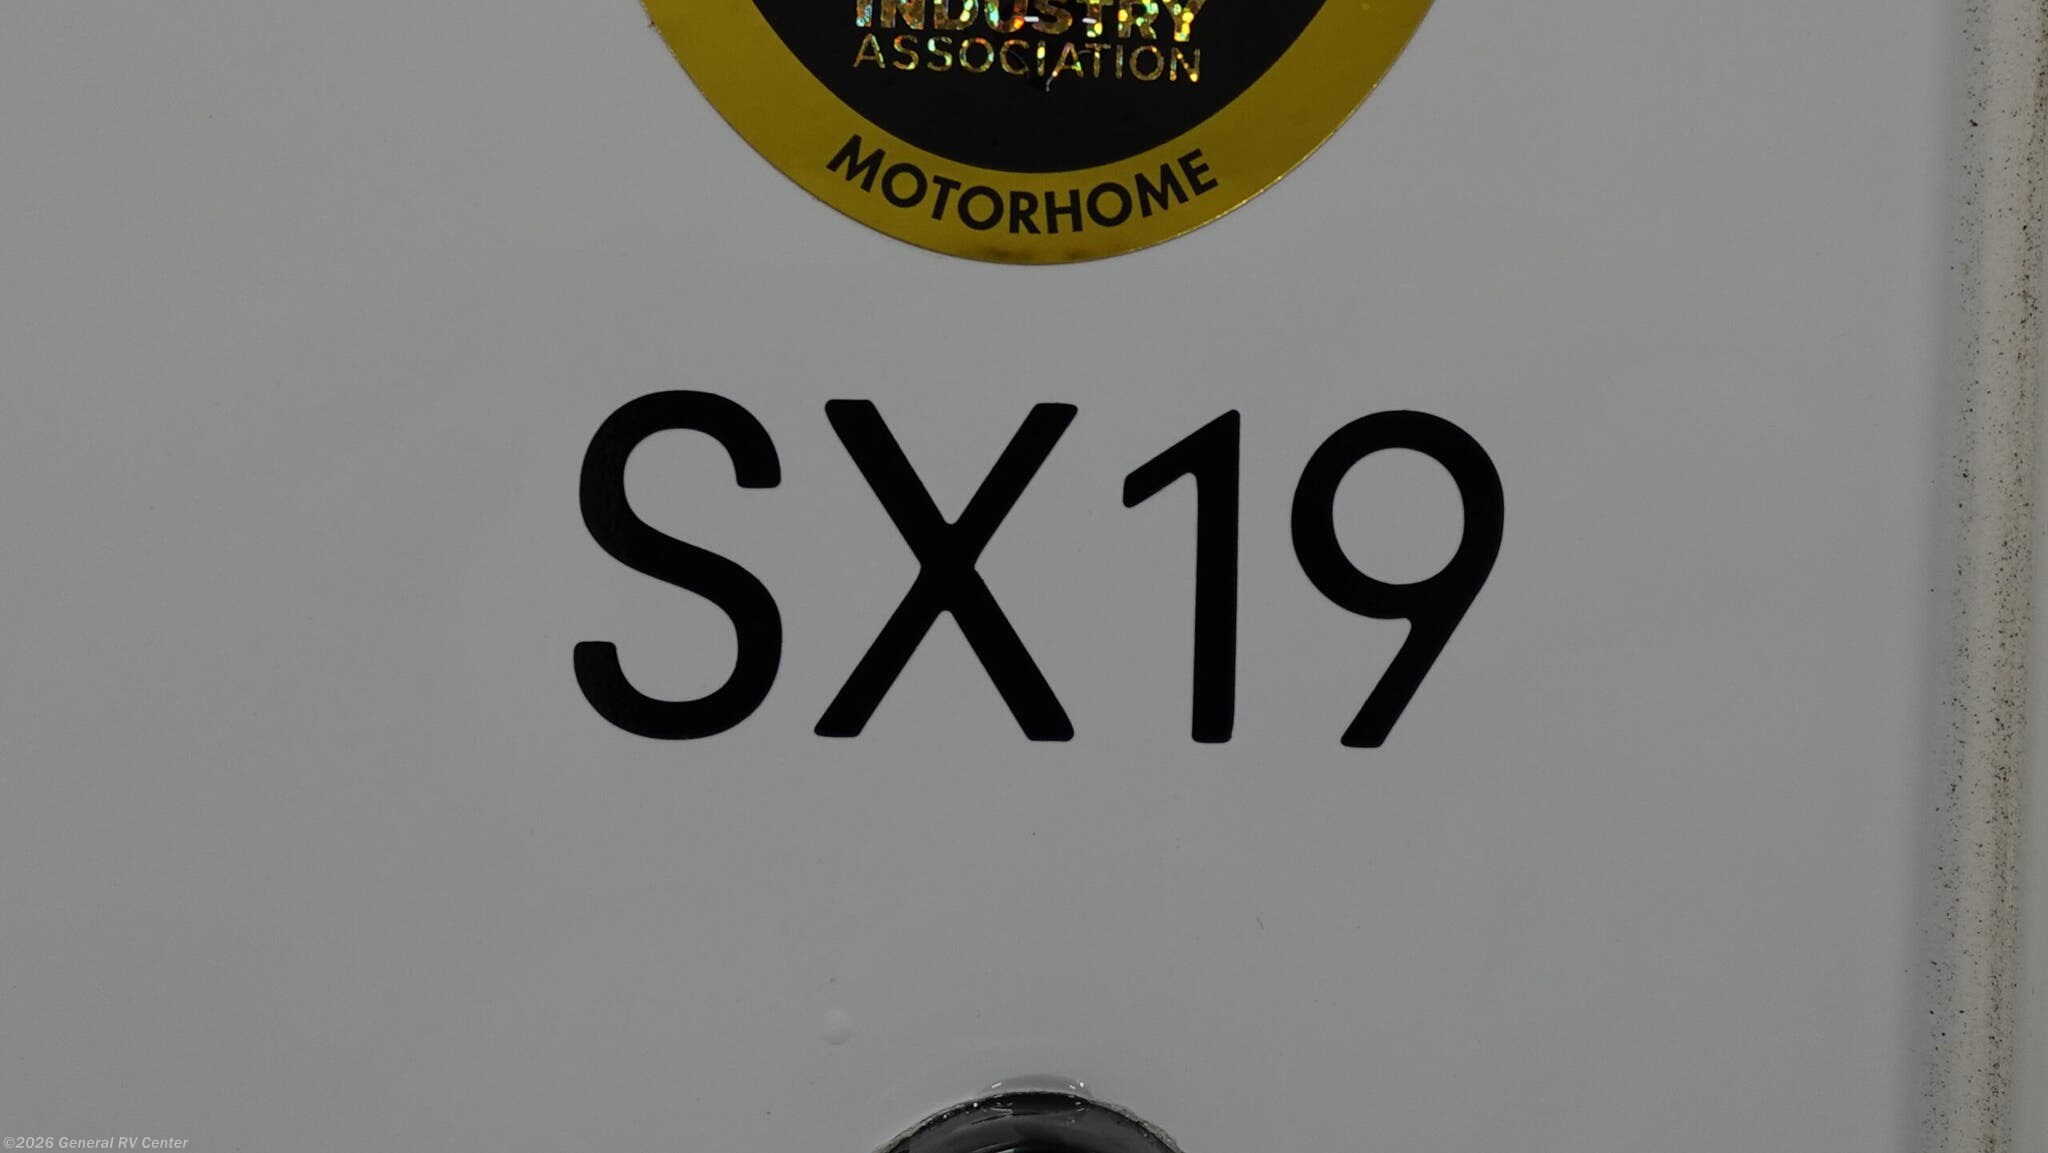 INDUSTRY
ASSOCIATION
MOTORHOME
SX19
©2026 General RV Center